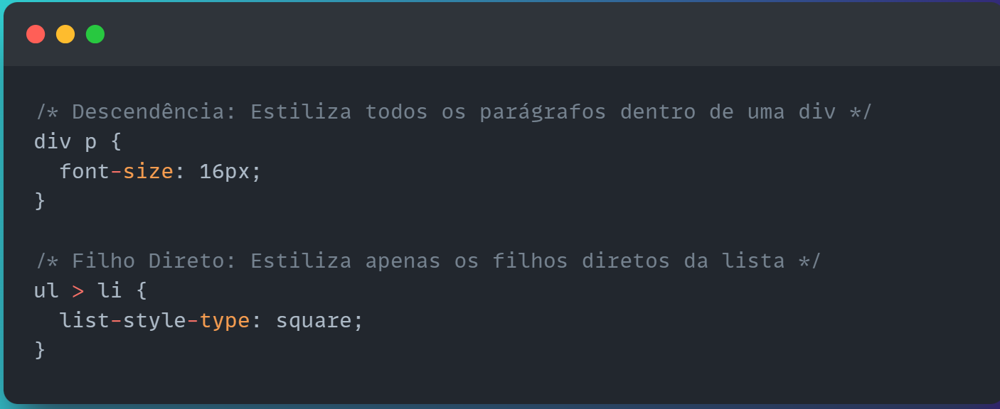 /* Descendência: Estiliza todos os parágrafos dentro de uma div */
div p {
  font-size: 16px;
}

/* Filho Direto: Estiliza apenas os filhos diretos da lista */
ul > li {
  list-style-type: square;
}